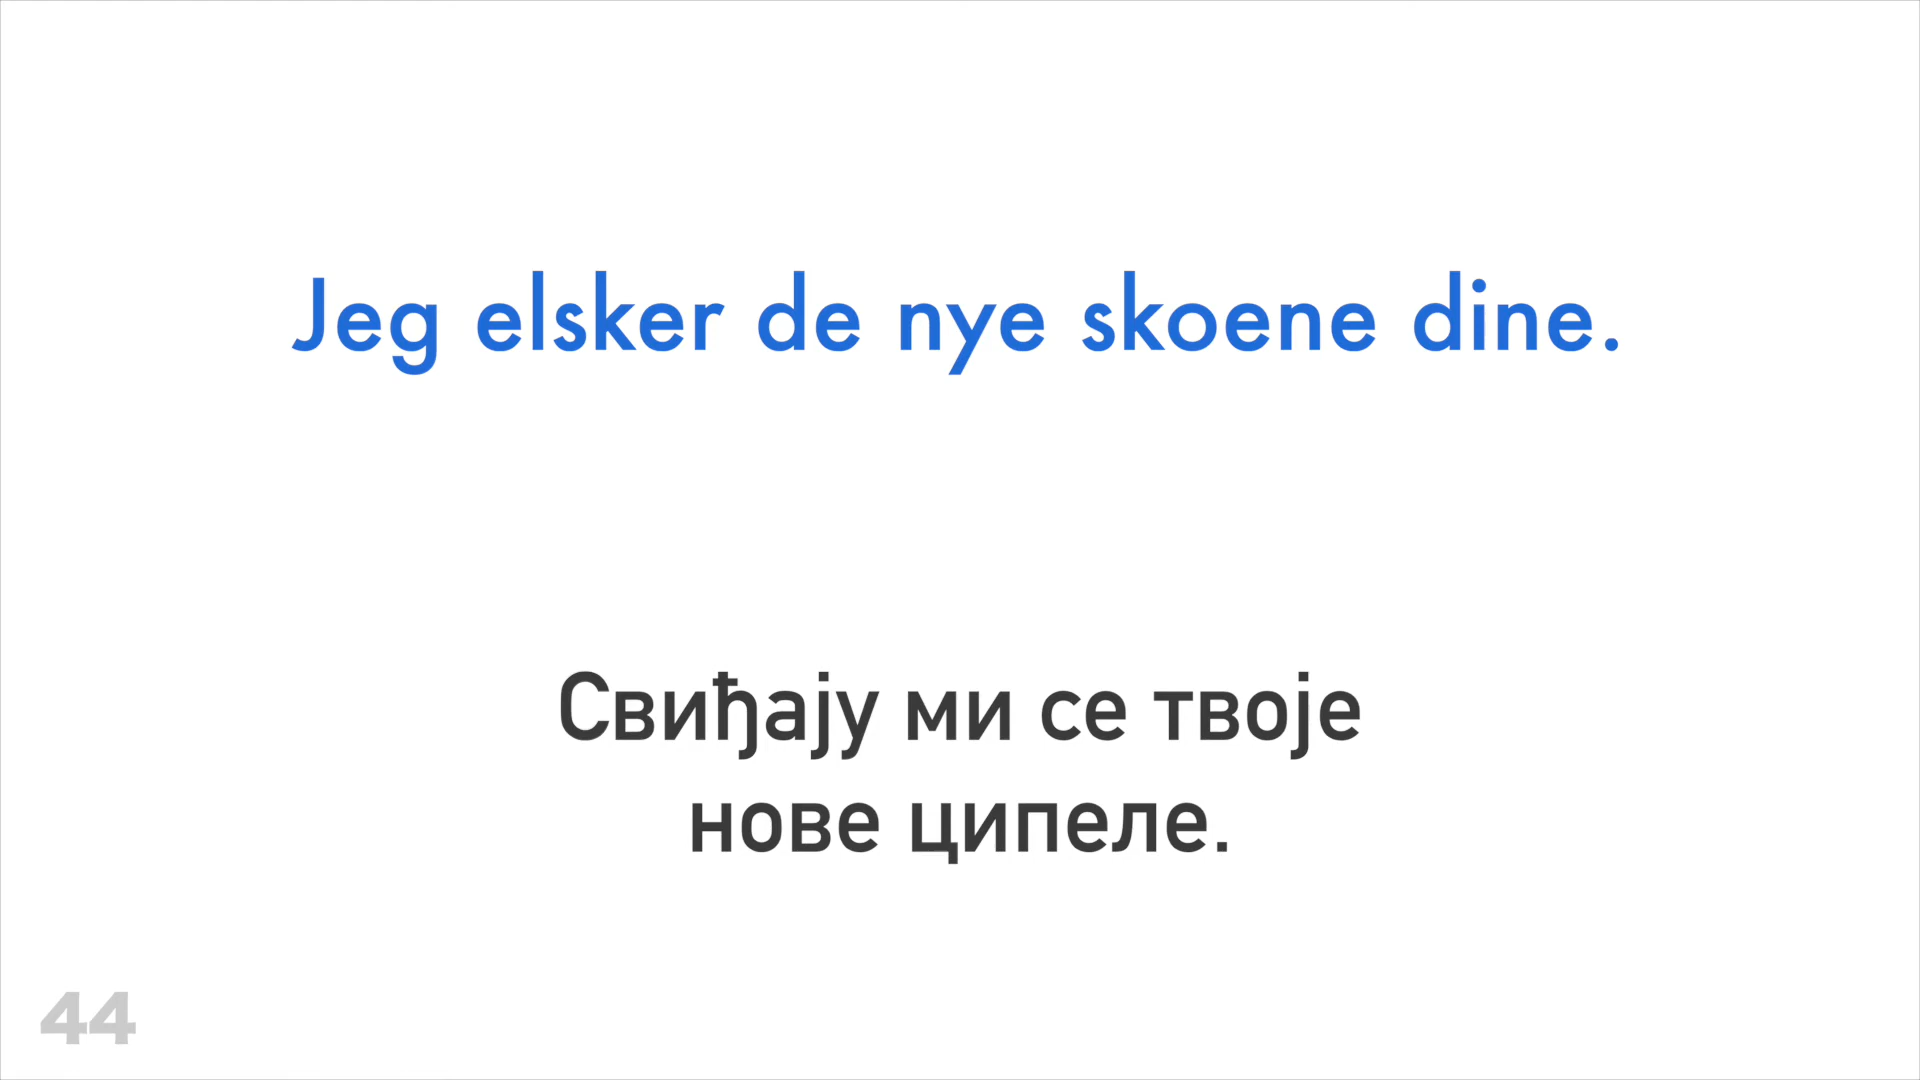 Jeg elsker de nye skoene dine.
Свиђају ми се твоје
нове ципеле.
44